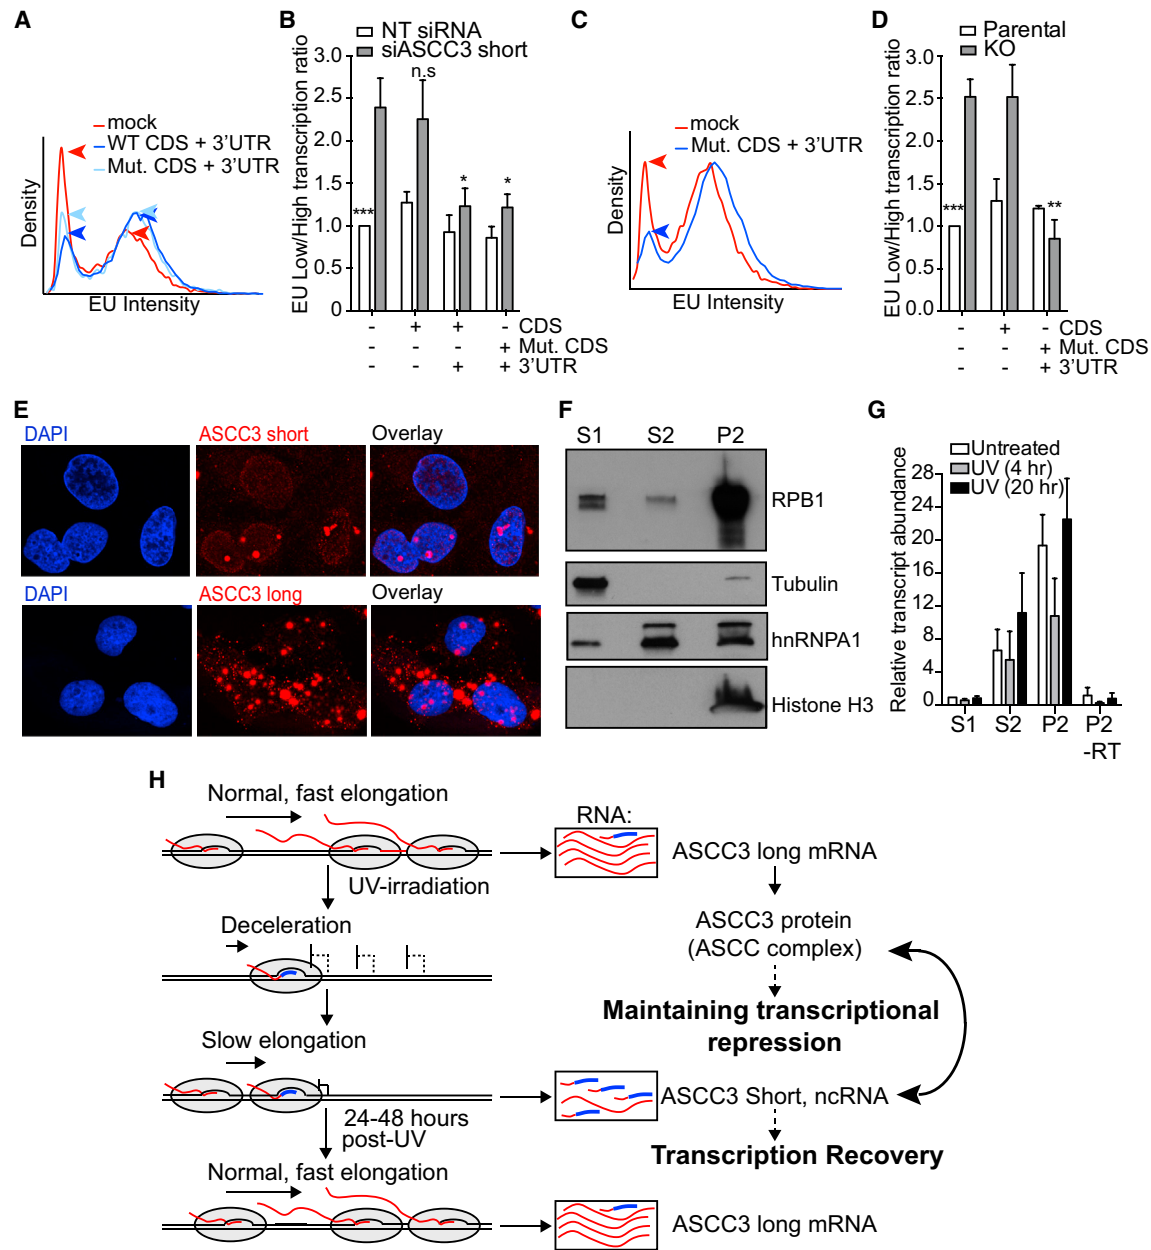 A
mock
WT CDS + 3'UTR
Mut. CDS + 3'UTR
Density
EU Intensity
B
NT siRNA
siASCC3 short
n.s
EU Low/High transcription ratio
3.0
2.5
2.0
1.5
1.0
0.5
0
***
*
*
- + + - CDS
- - - + Mut. CDS
- - + + 3'UTR
C
mock
Mut. CDS + 3'UTR
Density
EU Intensity
D
Parental
KO
EU Low/High transcription ratio
3.0
2.5
2.0
1.5
1.0
0.5
0.0
***
**
- + - CDS
- - + Mut. CDS
- - + 3'UTR
E
DAPI
ASCC3 short
Overlay
DAPI
ASCC3 long
Overlay
F
S1 S2 P2
RPB1
Tubulin
hnRNPA1
Histone H3
G
Untreated
UV (4 hr)
UV (20 hr)
Relative transcript abundance
28
24
20
16
12
8
4
0
S1 S2 P2 P2
-RT
H
Normal, fast elongation
RNA:
ASCC3 long mRNA
UV-irradiation
Deceleration
ASCC3 protein
(ASCC complex)
Maintaining transcriptional
repression
Slow elongation
ASCC3 Short, ncRNA
24-48 hours
post-UV
Transcription Recovery
Normal, fast elongation
ASCC3 long mRNA